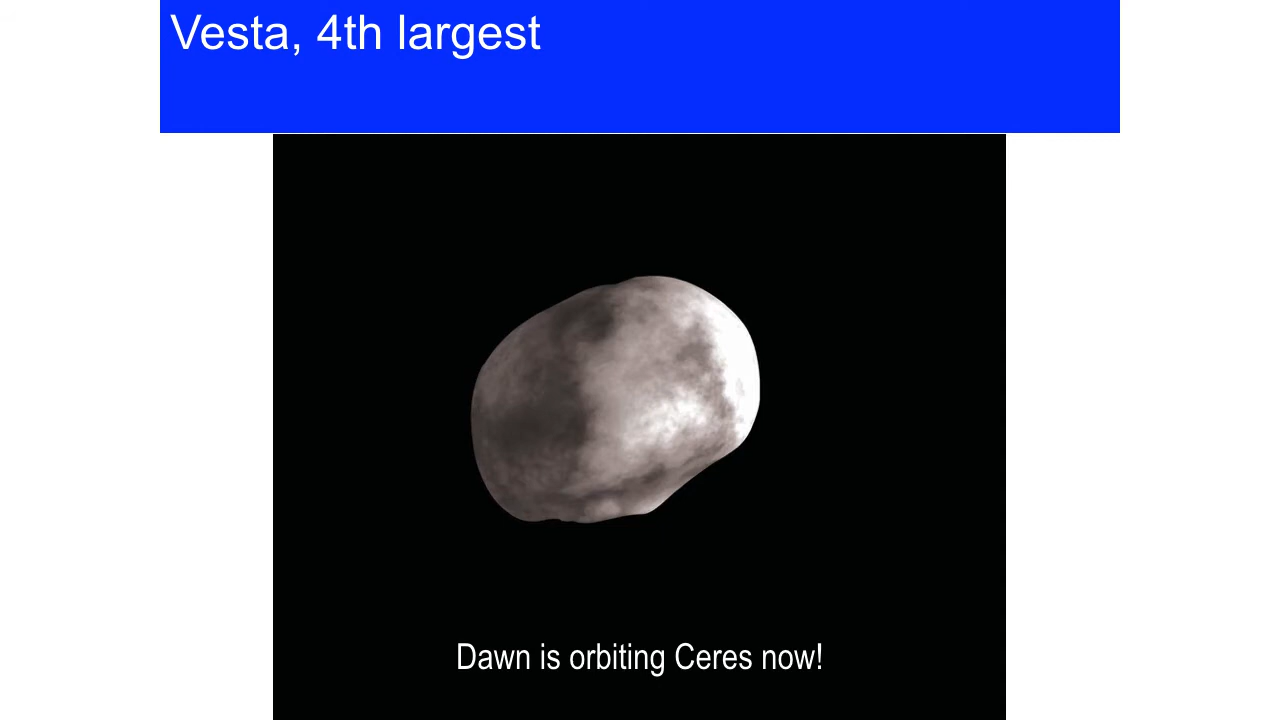 Vesta, 4th largest
Dawn is orbiting Ceres now!